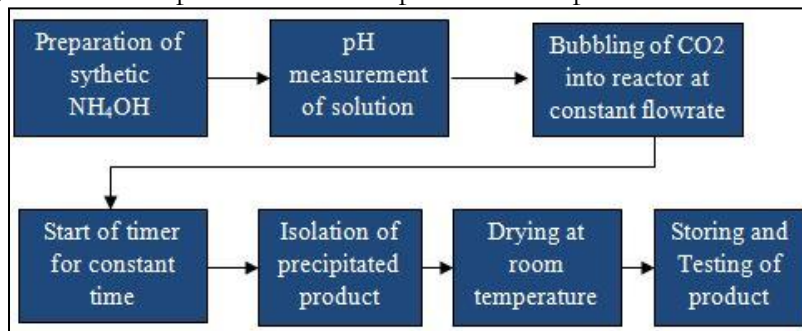 Preparation of
sythetic
NH₄OH
pH
measurement
of solution
Bubbling of CO2
into reactor at
constant flowrate
Start of timer
for constant
time
Isolation of
precipitated
product
Drying at
room
temperature
Storing and
Testing of
product